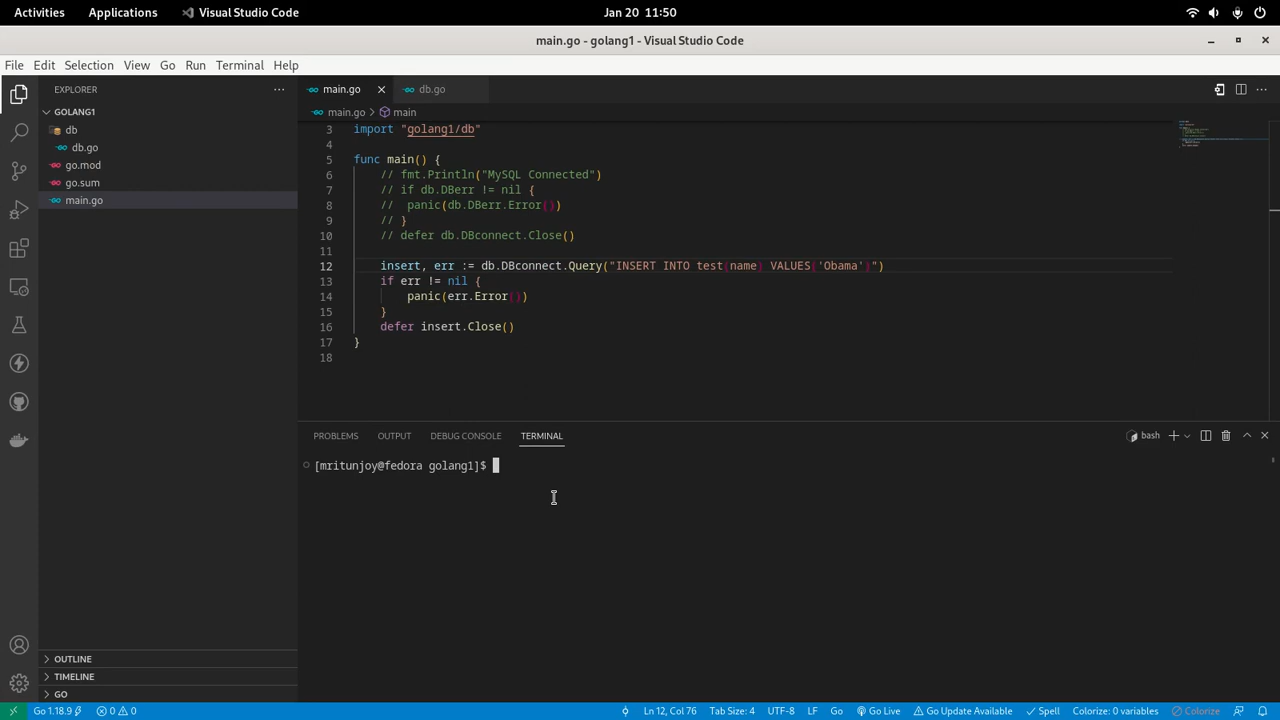 Activities Applications Visual Studio Code Jan 20 11:50
main.go - golang1 - Visual Studio Code
File Edit Selection View Go Run Terminal Help
EXPLORER
GOLANG1
db
db.go
go.mod
go.sum
main.go
OUTLINE
TIMELINE
GO
main.go db.go
main.go > main
3 import "golang1/db"
4
5 func main() {
6 // fmt.Println("MySQL Connected")
7 // if db.DBerr != nil {
8 // panic(db.DBerr.Error())
9 // }
10 // defer db.DBconnect.Close()
11
12 insert, err := db.DBconnect.Query("INSERT INTO test(name) VALUES('Obama')")
13 if err != nil {
14 panic(err.Error())
15 }
16 defer insert.Close()
17 }
18
PROBLEMS OUTPUT DEBUG CONSOLE TERMINAL bash
[mritunjoy@fedora golang1]$
Go 1.18.9 0 0 Ln 12, Col 76 Tab Size: 4 UTF-8 LF Go Go Live Go Update Available Spell Colorize: 0 variables Colorize